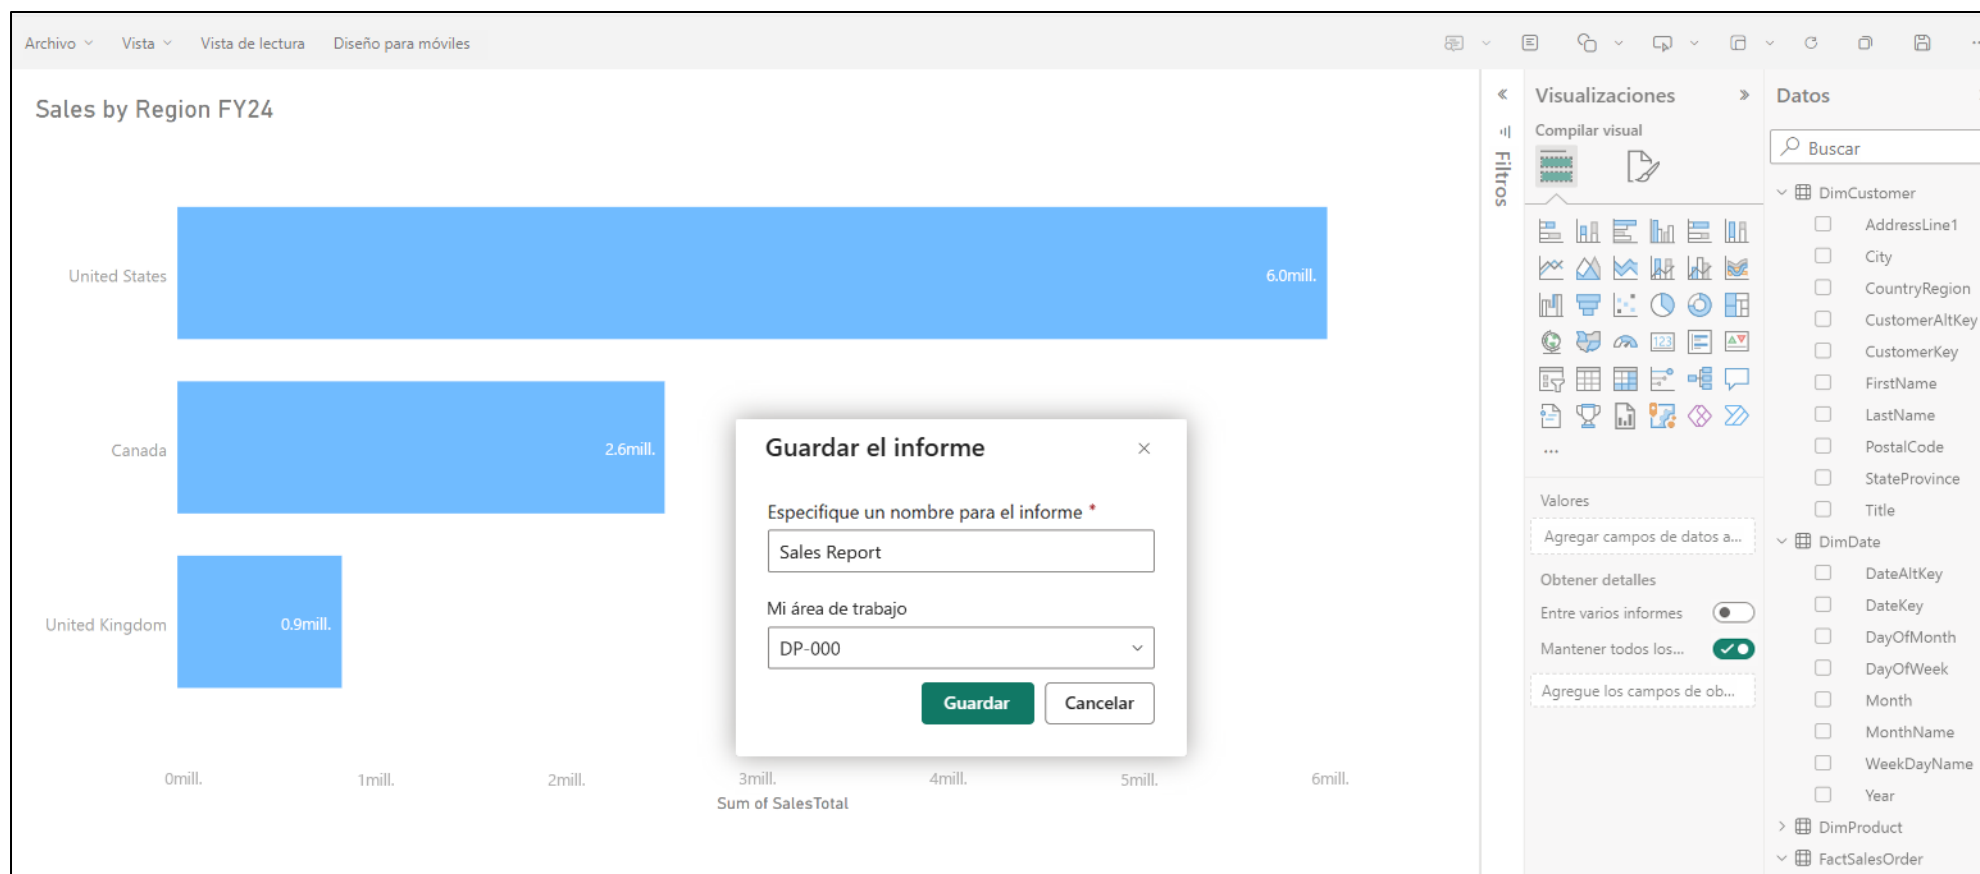 Archivo
Vista
Vista de lectura
Diseño para móviles
Sales by Region FY24
United States
6.0mill.
Canada
2.6mill.
United Kingdom
0.9mill.
0mill.
1mill.
2mill.
3mill.
4mill.
5mill.
6mill.
Sum of SalesTotal
Guardar el informe
Especifique un nombre para el informe *
Sales Report
Mi área de trabajo
DP-000
Guardar
Cancelar
Filtros
Visualizaciones
Compilar visual
123
...
Valores
Agregar campos de datos a...
Obtener detalles
Entre varios informes
Mantener todos los...
Agregue los campos de ob...
Datos
Buscar
DimCustomer
AddressLine1
City
CountryRegion
CustomerAltKey
CustomerKey
FirstName
LastName
PostalCode
StateProvince
Title
DimDate
DateAltKey
DateKey
DayOfMonth
DayOfWeek
Month
MonthName
WeekDayName
Year
DimProduct
FactSalesOrder